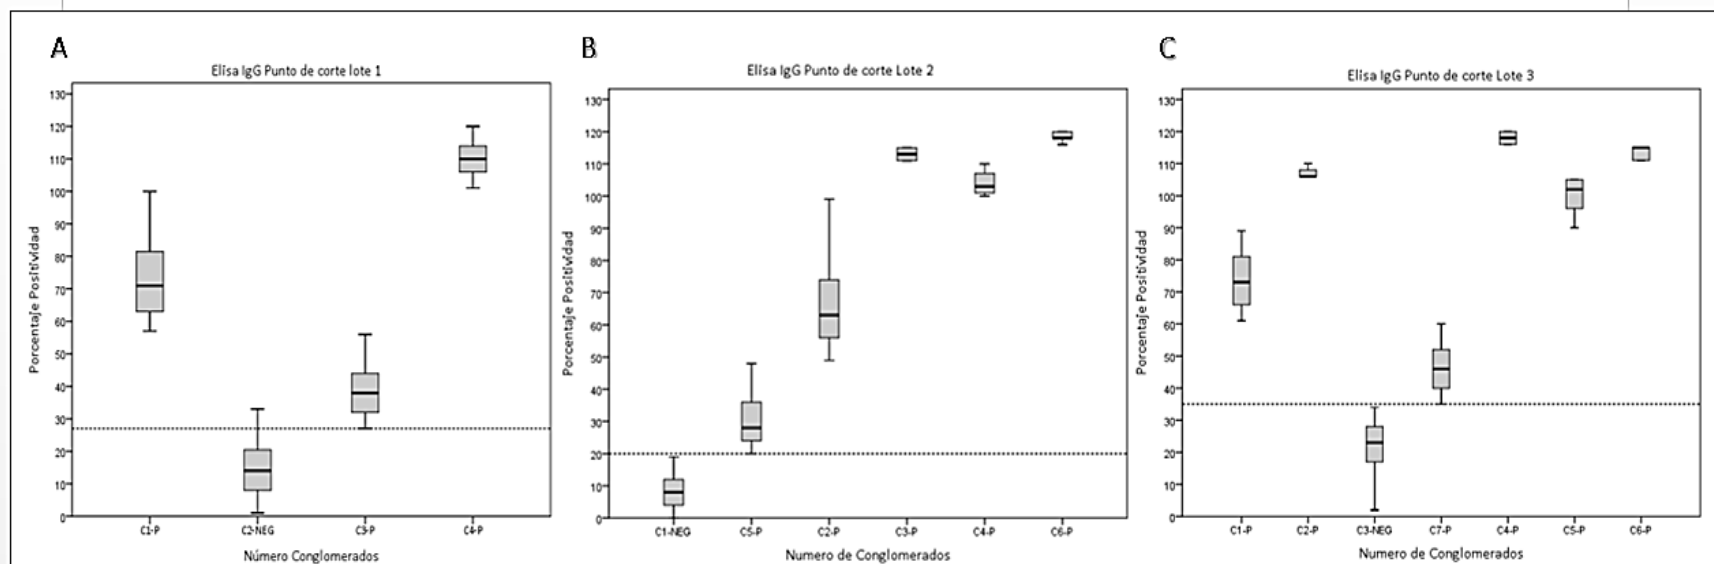 A
Elisa IgG Punto de corte lote 1
Porcentaje Positividad
130
120
110
100
90
80
70
60
50
40
30
20
10
0
C1-P C2-NEG C3-P C4-P
Número Conglomerados
B
Elisa IgG Punto de corte Lote 2
Porcentaje Positividad
130
120
110
100
90
80
70
60
50
40
30
20
10
0
C1-NEG C5-P C2-P C3-P C4-P C6-P
Numero de Conglomerados
C
Elisa IgG Punto de corte Lote 3
Porcentaje Positividad
130
120
110
100
90
80
70
60
50
40
30
20
10
0
C1-P C2-P C3-NEG C7-P C4-P C5-P C6-P
Numero de Conglomerados